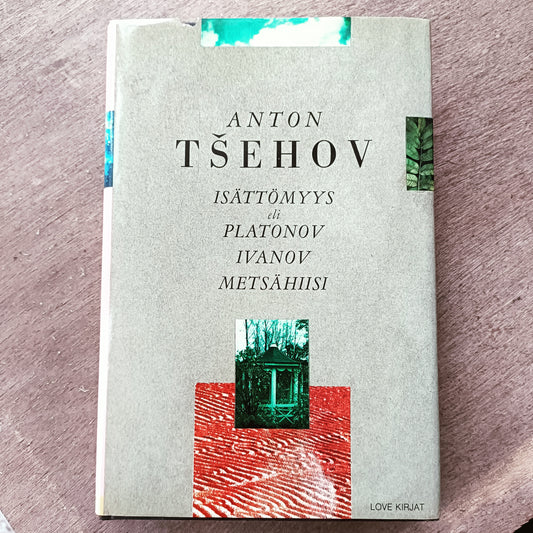 ANTON
TŠEHOV
ISÄTTÖMYYS
eli
PLATONOV
IVANOV
METSÄHIISI
LOVE KIRJAT